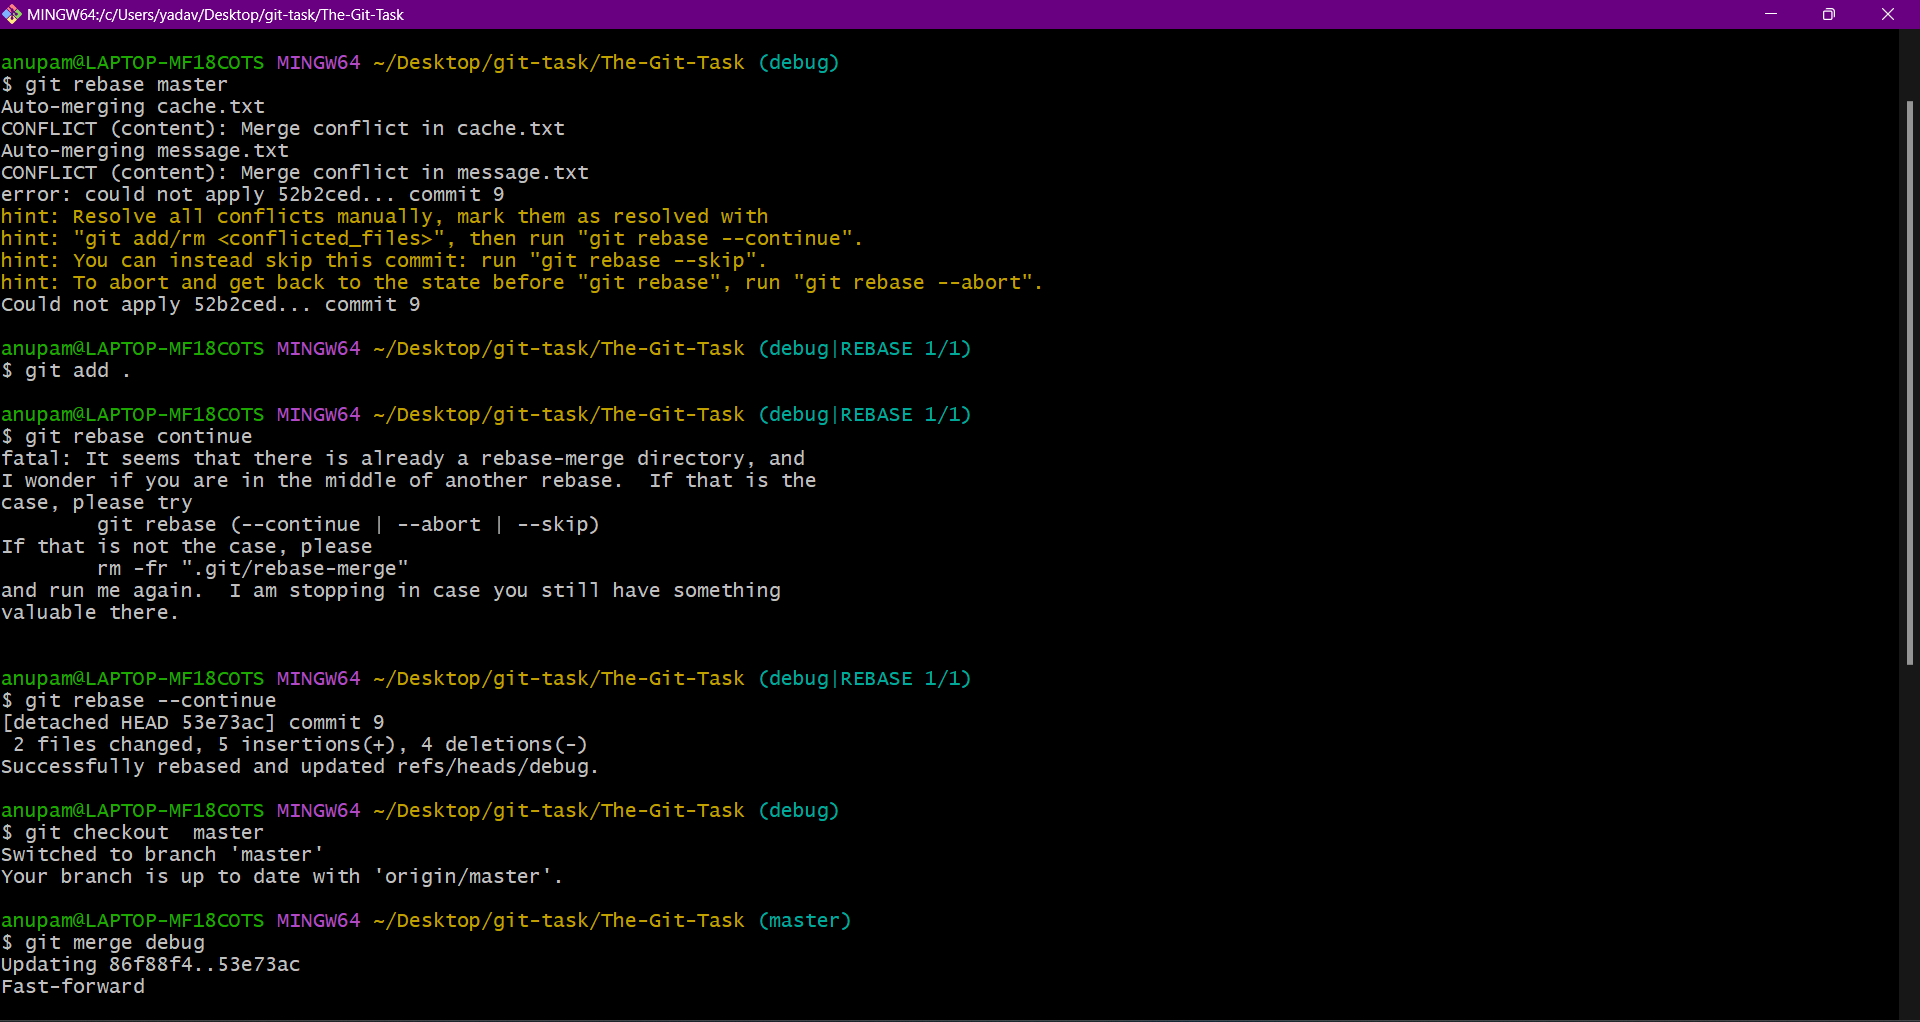 MINGW64:/c/Users/yadav/Desktop/git-task/The-Git-Task
anupam@LAPTOP-MF18COTS MINGW64 ~/Desktop/git-task/The-Git-Task (debug)
$ git rebase master
Auto-merging cache.txt
CONFLICT (content): Merge conflict in cache.txt
Auto-merging message.txt
CONFLICT (content): Merge conflict in message.txt
error: could not apply 52b2ced... commit 9
hint: Resolve all conflicts manually, mark them as resolved with
hint: "git add/rm <conflicted_files>", then run "git rebase --continue".
hint: You can instead skip this commit: run "git rebase --skip".
hint: To abort and get back to the state before "git rebase", run "git rebase --abort".
Could not apply 52b2ced... commit 9
anupam@LAPTOP-MF18COTS MINGW64 ~/Desktop/git-task/The-Git-Task (debug|REBASE 1/1)
$ git add .
anupam@LAPTOP-MF18COTS MINGW64 ~/Desktop/git-task/The-Git-Task (debug|REBASE 1/1)
$ git rebase continue
fatal: It seems that there is already a rebase-merge directory, and
I wonder if you are in the middle of another rebase.  If that is the
case, please try
        git rebase (--continue | --abort | --skip)
If that is not the case, please
        rm -fr ".git/rebase-merge"
and run me again.  I am stopping in case you still have something
valuable there.
anupam@LAPTOP-MF18COTS MINGW64 ~/Desktop/git-task/The-Git-Task (debug|REBASE 1/1)
$ git rebase --continue
[detached HEAD 53e73ac] commit 9
 2 files changed, 5 insertions(+), 4 deletions(-)
Successfully rebased and updated refs/heads/debug.
anupam@LAPTOP-MF18COTS MINGW64 ~/Desktop/git-task/The-Git-Task (debug)
$ git checkout  master
Switched to branch 'master'
Your branch is up to date with 'origin/master'.
anupam@LAPTOP-MF18COTS MINGW64 ~/Desktop/git-task/The-Git-Task (master)
$ git merge debug
Updating 86f88f4..53e73ac
Fast-forward